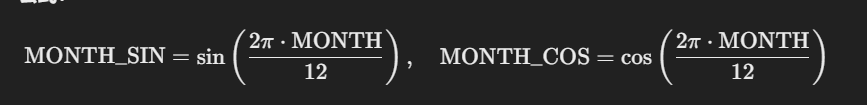 MONTH_SIN = sin(2π · MONTH / 12), MONTH_COS = cos(2π · MONTH / 12)